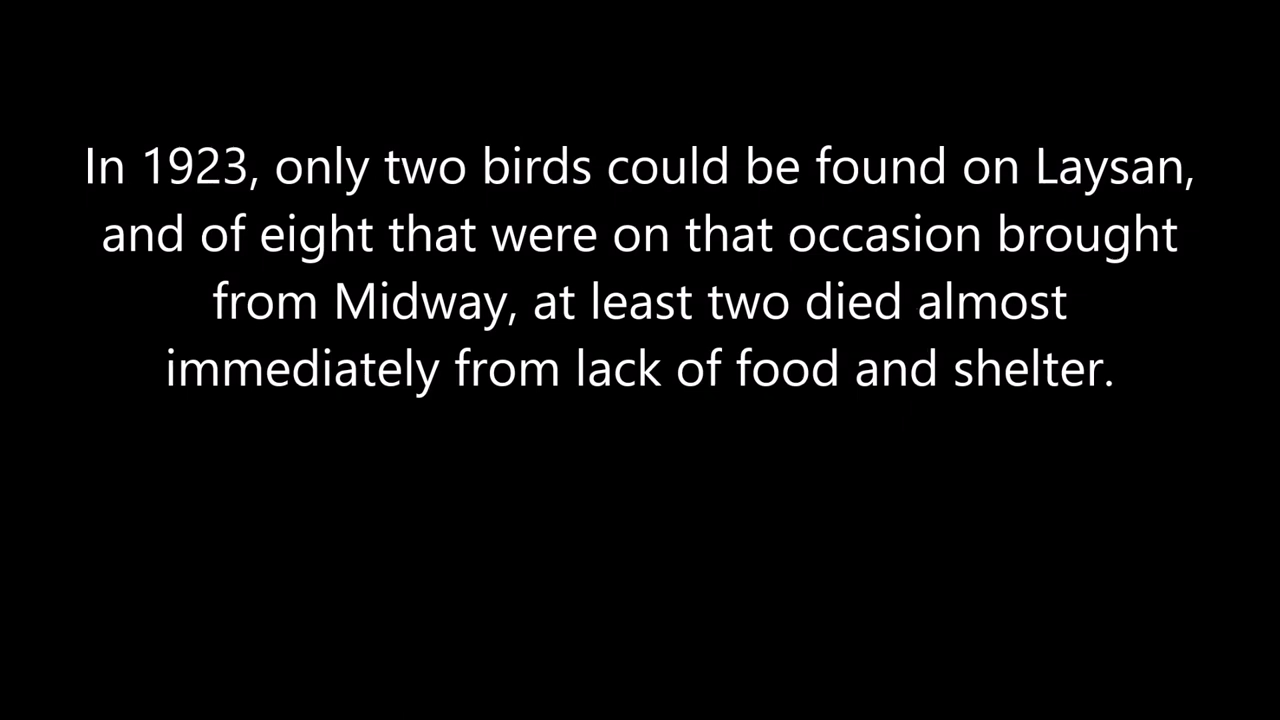 In 1923, only two birds could be found on Laysan,
and of eight that were on that occasion brought
from Midway, at least two died almost
immediately from lack of food and shelter.